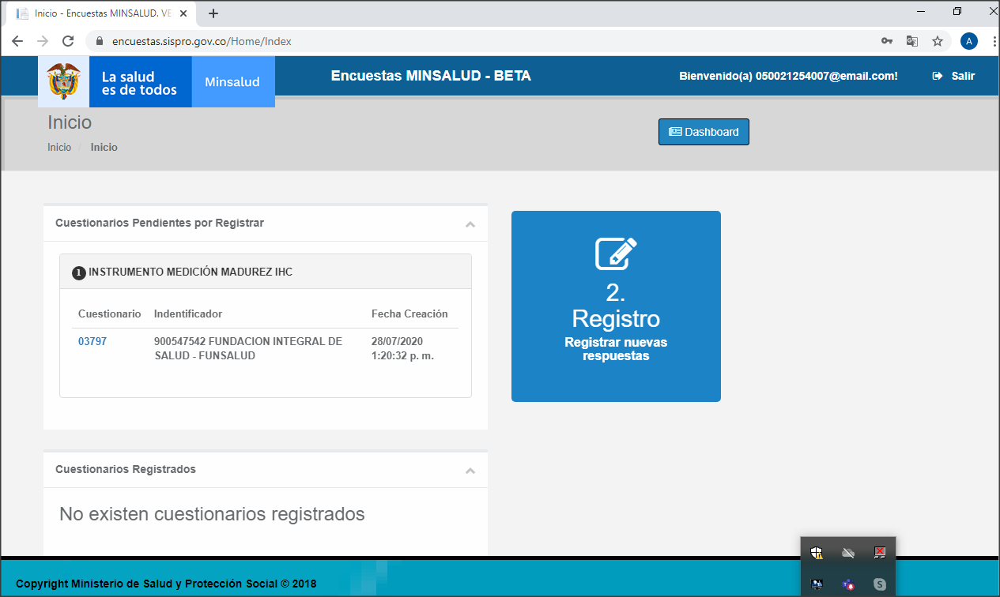 Inicio - Encuestas MINSALUD. VE
encuestas.sispro.gov.co/Home/Index
A
La salud
es de todos
Minsalud
Encuestas MINSALUD - BETA
Bienvenido(a) 050021254007@email.com!
Salir
Inicio
Inicio / Inicio
Dashboard
Cuestionarios Pendientes por Registrar
1 INSTRUMENTO MEDICIÓN MADUREZ IHC
Cuestionario Indentificador Fecha Creación
03797 900547542 FUNDACION INTEGRAL DE 28/07/2020
SALUD - FUNSALUD 1:20:32 p. m.
2.
Registro
Registrar nuevas
respuestas
Cuestionarios Registrados
No existen cuestionarios registrados
Copyright Ministerio de Salud y Protección Social © 2018